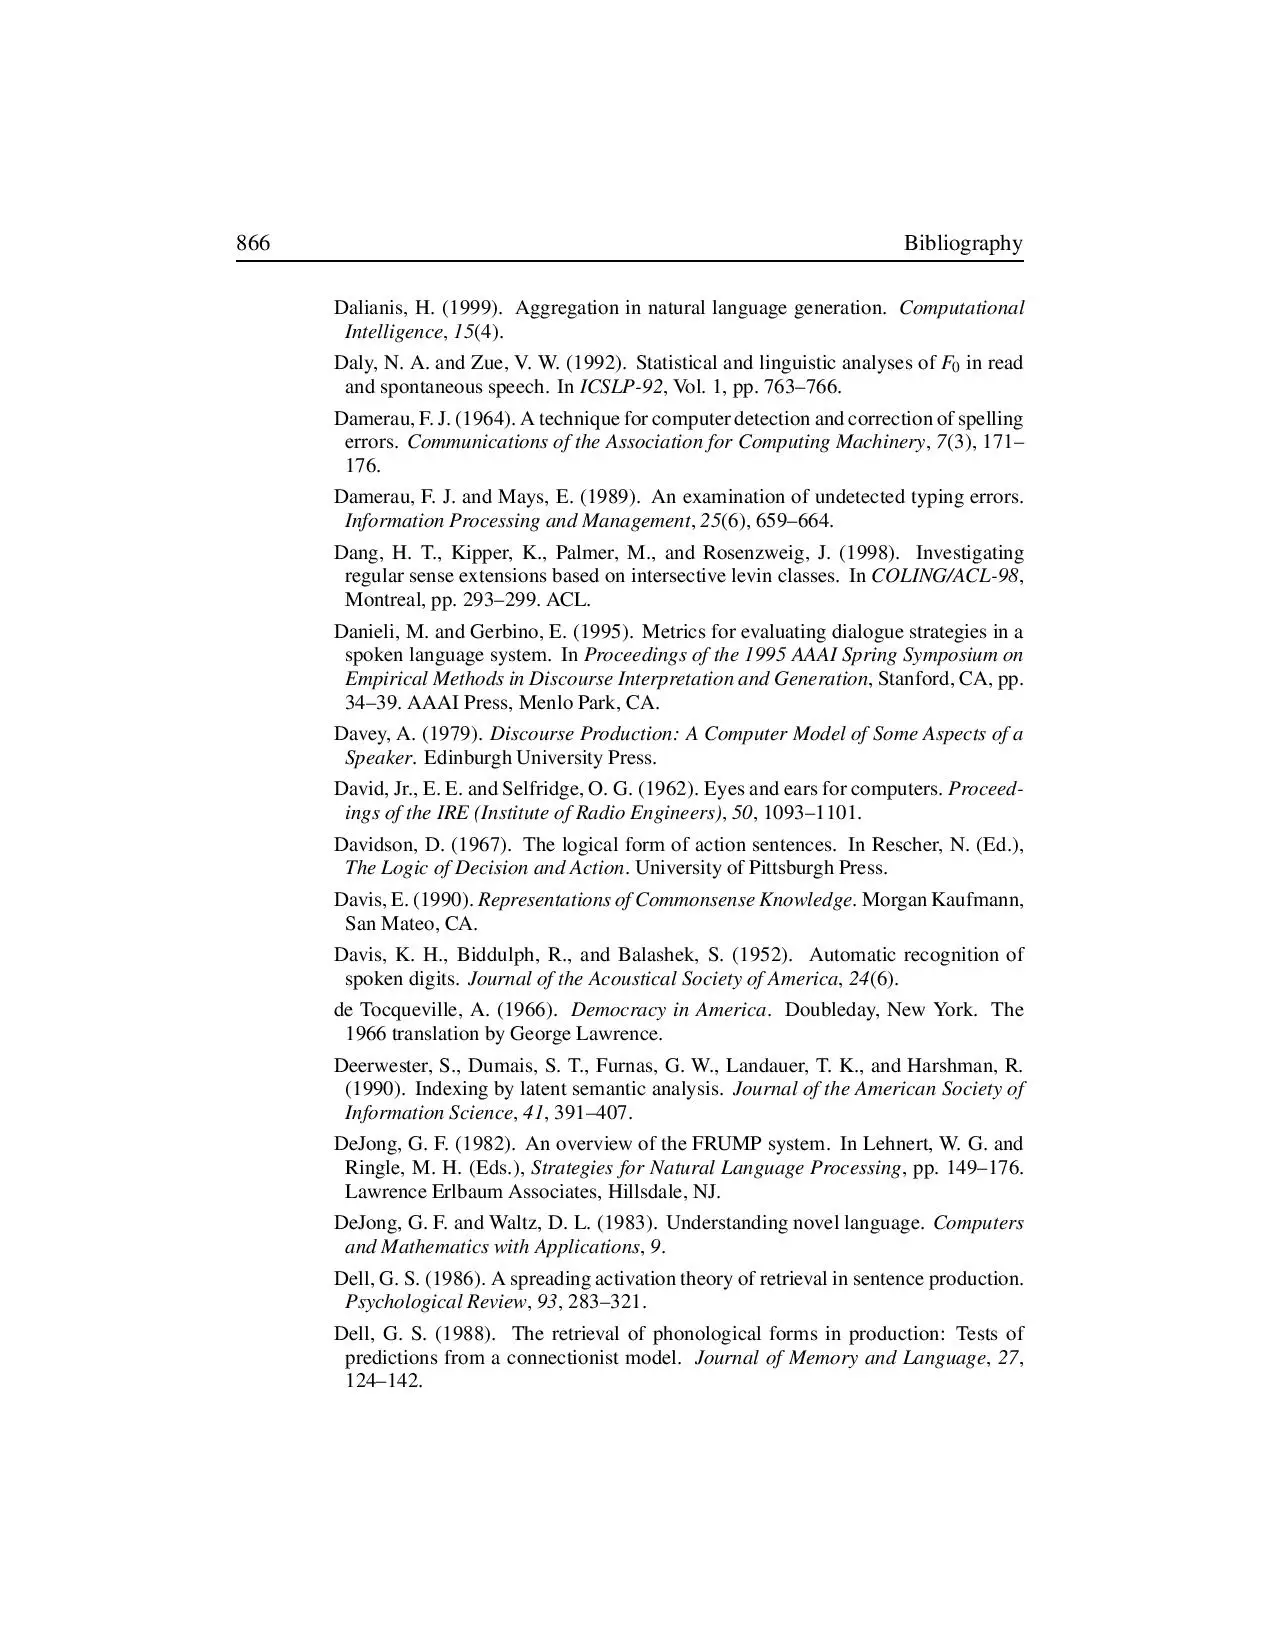 866 Bibliography
Dalianis, H. (1999). Aggregation in natural language generation. Computational
Intelligence, 15(4).
Daly, N. A. and Zue, V. W. (1992). Statistical and linguistic analyses of F0 in read
and spontaneous speech. In ICSLP-92, Vol. 1, pp. 763–766.
Damerau, F. J. (1964). A technique for computer detection and correction of spelling
errors. Communications of the Association for Computing Machinery, 7(3), 171–
176.
Damerau, F. J. and Mays, E. (1989). An examination of undetected typing errors.
Information Processing and Management, 25(6), 659–664.
Dang, H. T., Kipper, K., Palmer, M., and Rosenzweig, J. (1998). Investigating
regular sense extensions based on intersective levin classes. In COLING/ACL-98,
Montreal, pp. 293–299. ACL.
Danieli, M. and Gerbino, E. (1995). Metrics for evaluating dialogue strategies in a
spoken language system. In Proceedings of the 1995 AAAI Spring Symposium on
Empirical Methods in Discourse Interpretation and Generation, Stanford, CA, pp.
34–39. AAAI Press, Menlo Park, CA.
Davey, A. (1979). Discourse Production: A Computer Model of Some Aspects of a
Speaker. Edinburgh University Press.
David, Jr., E. E. and Selfridge, O. G. (1962). Eyes and ears for computers. Proceed-
ings of the IRE (Institute of Radio Engineers), 50, 1093–1101.
Davidson, D. (1967). The logical form of action sentences. In Rescher, N. (Ed.),
The Logic of Decision and Action. University of Pittsburgh Press.
Davis, E. (1990). Representations of Commonsense Knowledge. Morgan Kaufmann,
San Mateo, CA.
Davis, K. H., Biddulph, R., and Balashek, S. (1952). Automatic recognition of
spoken digits. Journal of the Acoustical Society of America, 24(6).
de Tocqueville, A. (1966). Democracy in America. Doubleday, New York. The
1966 translation by George Lawrence.
Deerwester, S., Dumais, S. T., Furnas, G. W., Landauer, T. K., and Harshman, R.
(1990). Indexing by latent semantic analysis. Journal of the American Society of
Information Science, 41, 391–407.
DeJong, G. F. (1982). An overview of the FRUMP system. In Lehnert, W. G. and
Ringle, M. H. (Eds.), Strategies for Natural Language Processing, pp. 149–176.
Lawrence Erlbaum Associates, Hillsdale, NJ.
DeJong, G. F. and Waltz, D. L. (1983). Understanding novel language. Computers
and Mathematics with Applications, 9.
Dell, G. S. (1986). A spreading activation theory of retrieval in sentence production.
Psychological Review, 93, 283–321.
Dell, G. S. (1988). The retrieval of phonological forms in production: Tests of
predictions from a connectionist model. Journal of Memory and Language, 27,
124–142.